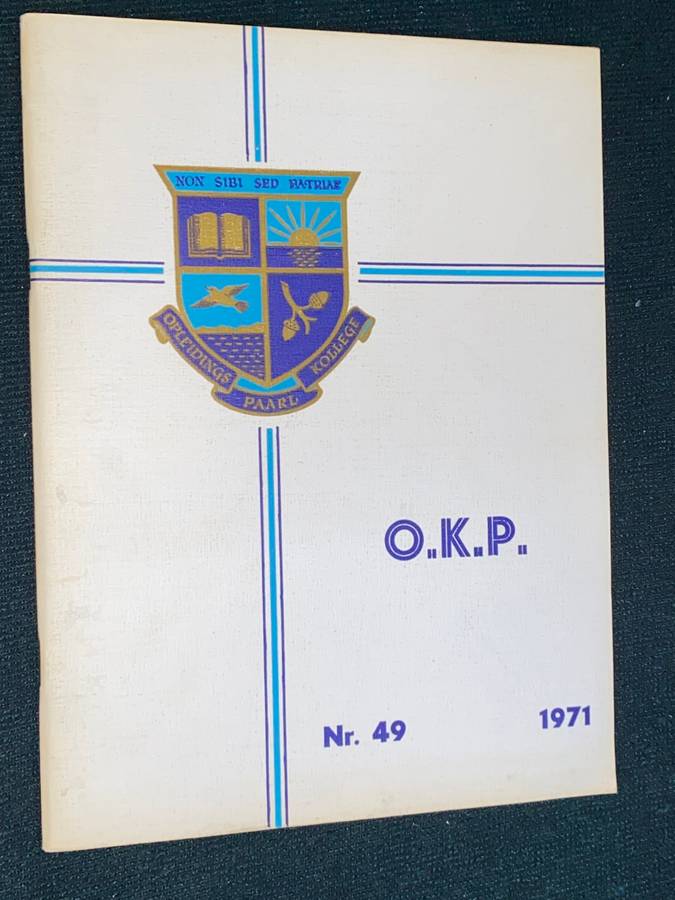 NON SIBI SED PATRIAE
OPLEIDINGS
PAARL
KOLLEGE
O.K.P.
Nr. 49
1971